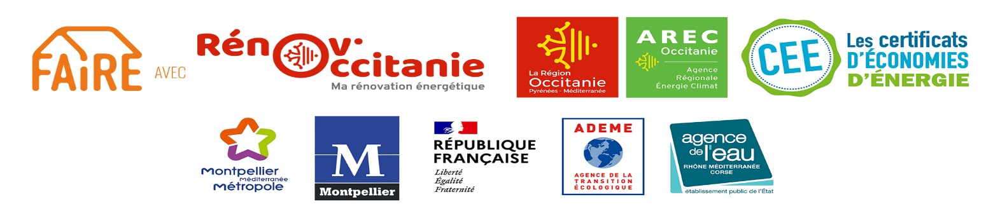 FAiRE AVEC
Rénov'Occitanie
Ma rénovation énergétique
La Région
Occitanie
Pyrénées - Méditerranée
AREC
Occitanie
Agence
Régionale
Énergie Climat
CEE
Les certificats
D'ÉCONOMIES
D'ÉNERGIE
Montpellier
Méditerranée
Métropole
M
Montpellier
RÉPUBLIQUE
FRANÇAISE
Liberté
Égalité
Fraternité
ADEME
AGENCE DE LA
TRANSITION
ÉCOLOGIQUE
agence
de l'eau
RHÔNE MÉDITERRANÉE
CORSE
établissement public de l'État